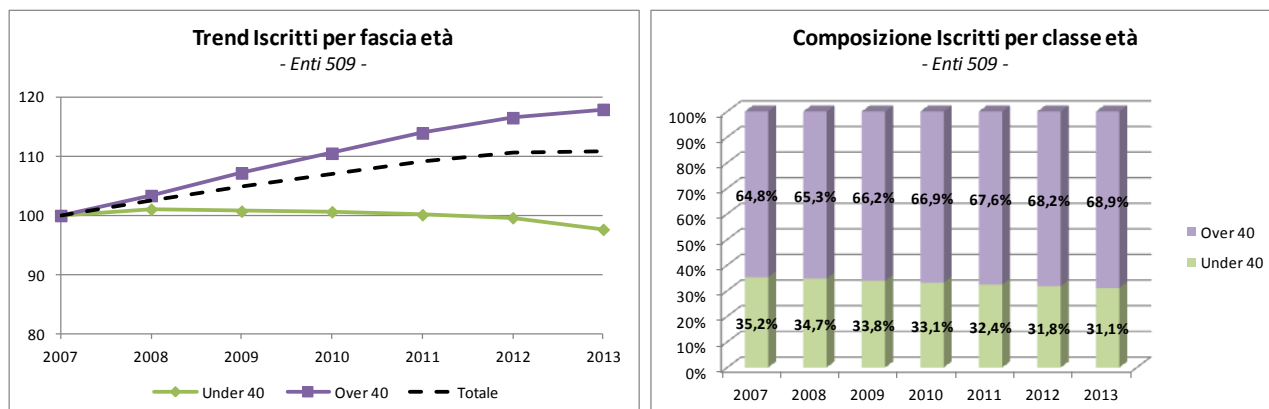 Trend Iscritti per fascia età
- Enti 509 -
120
110
100
90
80
2007 2008 2009 2010 2011 2012 2013
Under 40 Over 40 Totale
Composizione Iscritti per classe età
- Enti 509 -
100%
90%
80%
70%
60%
50%
40%
30%
20%
10%
0%
64,8% 65,3% 66,2% 66,9% 67,6% 68,2% 68,9%
35,2% 34,7% 33,8% 33,1% 32,4% 31,8% 31,1%
2007 2008 2009 2010 2011 2012 2013
Over 40
Under 40